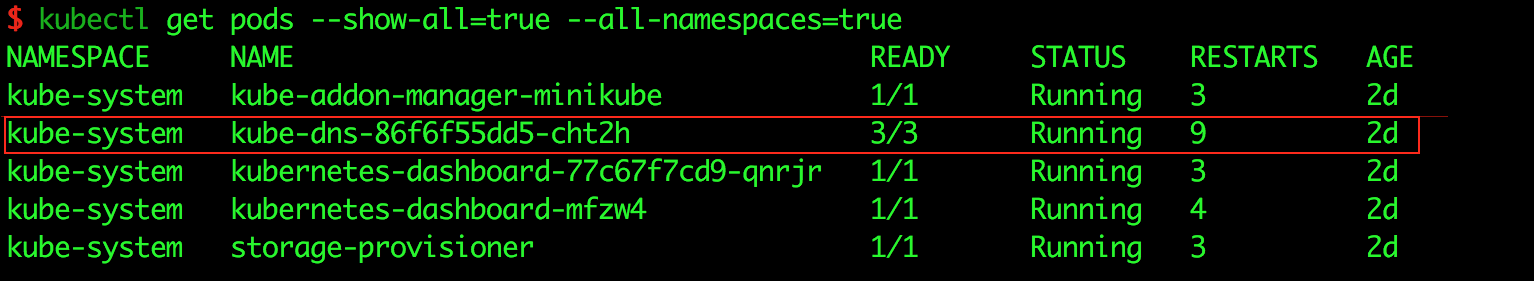 $ kubectl get pods --show-all=true --all-namespaces=true
NAMESPACE NAME READY STATUS RESTARTS AGE
kube-system kube-addon-manager-minikube 1/1 Running 3 2d
kube-system kube-dns-86f6f55dd5-cht2h 3/3 Running 9 2d
kube-system kubernetes-dashboard-77c67f7cd9-qnrjr 1/1 Running 3 2d
kube-system kubernetes-dashboard-mfzw4 1/1 Running 4 2d
kube-system storage-provisioner 1/1 Running 3 2d